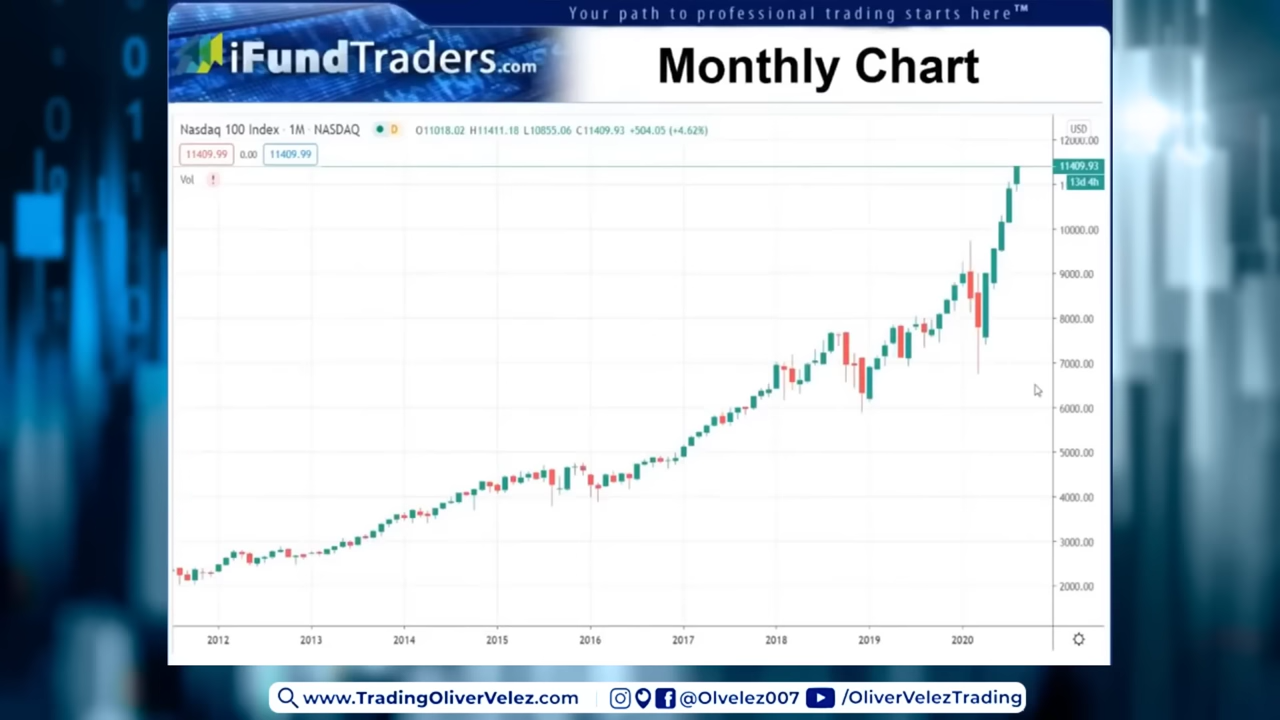 Your path to professional trading starts here™
iFundTraders.com
Monthly Chart
Nasdaq 100 Index · 1M · NASDAQ D O11018.02 H11411.18 L10855.06 C11409.93 +504.05 (+4.62%)
USD
11409.99 0.00 11409.99
Vol !
12000.00
11409.93
13d 4h
10000.00
9000.00
8000.00
7000.00
6000.00
5000.00
4000.00
3000.00
2000.00
2012 2013 2014 2015 2016 2017 2018 2019 2020
www.TradingOliverVelez.com @Olvelez007 /OliverVelezTrading